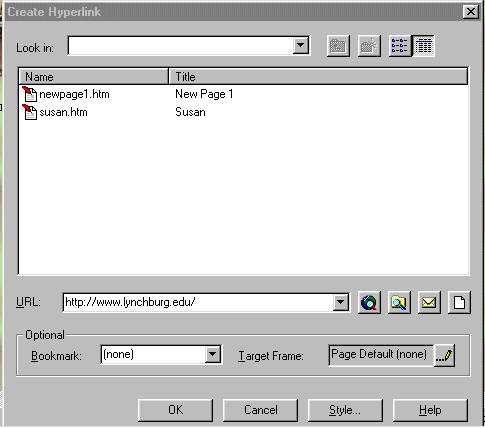 Create Hyperlink
Look in:
Name Title
newpage1.htm New Page 1
susan.htm Susan
URL: http://www.lynchburg.edu/
Optional
Bookmark: (none) Target Frame: Page Default (none)
OK Cancel Style... Help